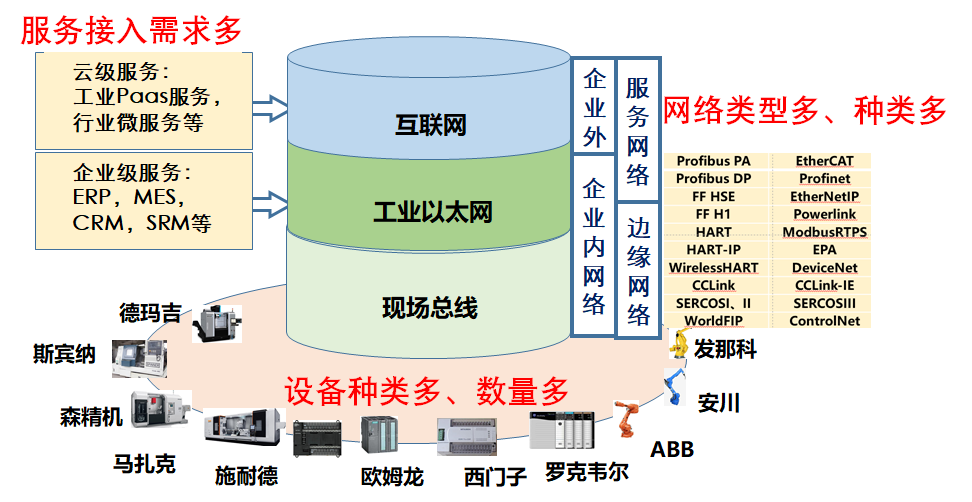 服务接入需求多
云级服务：
工业Paas服务，
行业微服务等
企业级服务：
ERP，MES，
CRM，SRM等
互联网
工业以太网
现场总线
企业外
企业内网络
服务网络
边缘网络
网络类型多、种类多
Profibus PA EtherCAT
Profibus DP Profinet
FF HSE EtherNetIP
FF H1 Powerlink
HART ModbusRTPS
HART-IP EPA
WirelessHART DeviceNet
CCLink CCLink-IE
SERCOSI、II SERCOSIII
WorldFIP ControlNet
设备种类多、数量多
德玛吉
斯宾纳
森精机
马扎克
施耐德
欧姆龙
西门子
罗克韦尔
ABB
安川
发那科